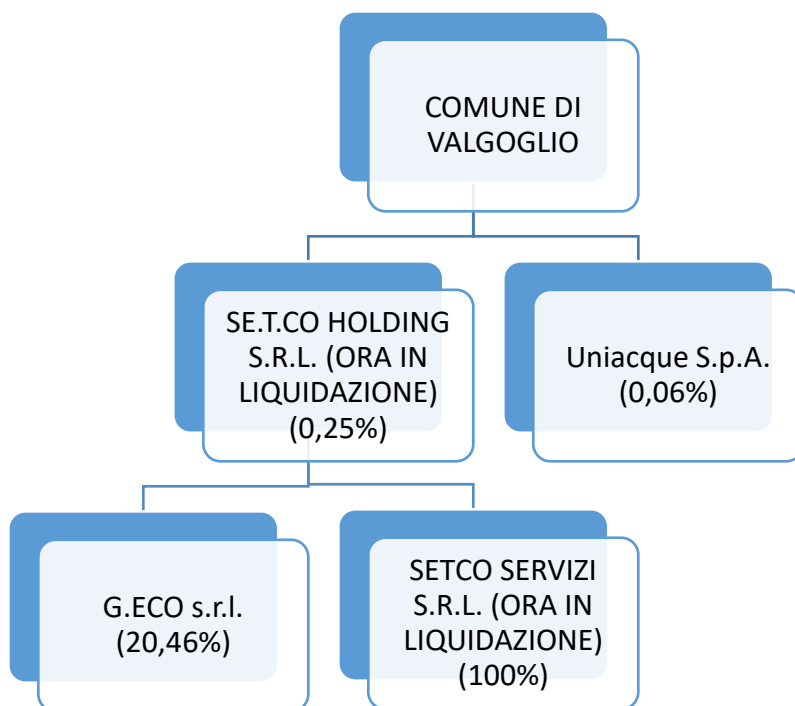 COMUNE DI
VALGOGLIO
SE.T.CO HOLDING
S.R.L. (ORA IN
LIQUIDAZIONE)
(0,25%)
Uniacque S.p.A.
(0,06%)
G.ECO s.r.l.
(20,46%)
SETCO SERVIZI
S.R.L. (ORA IN
LIQUIDAZIONE)
(100%)